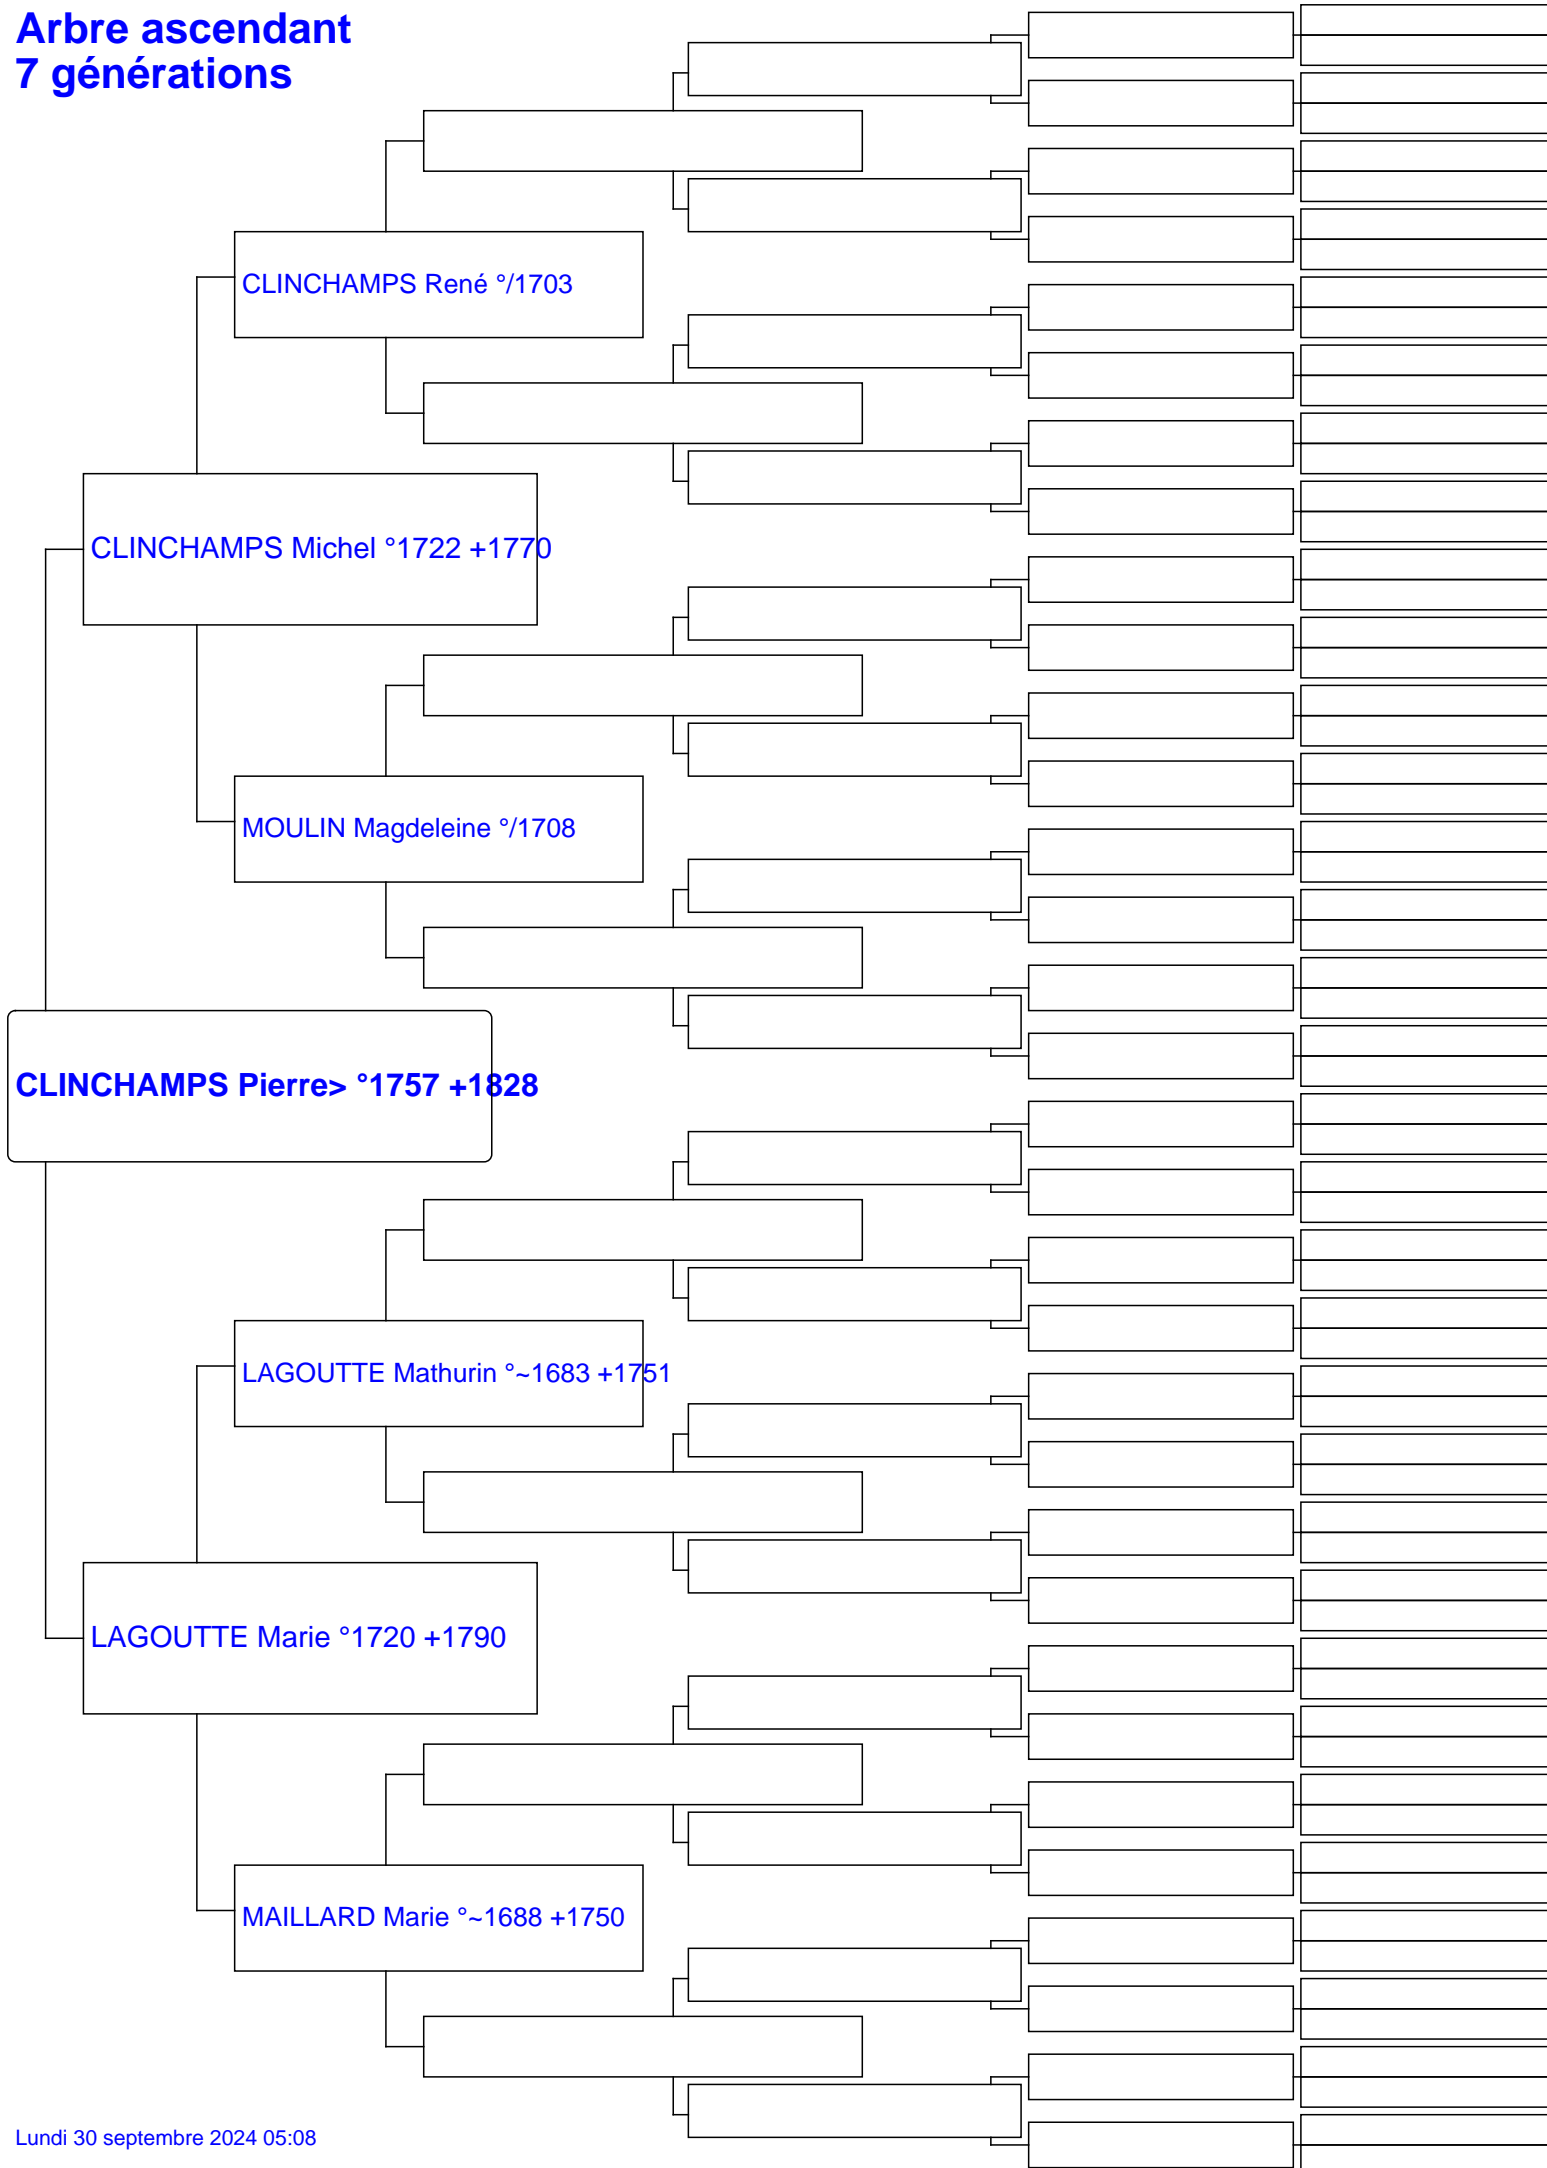 Arbre ascendant
7 générations
CLINCHAMPS René °/1703
CLINCHAMPS Michel °1722 +1770
MOULIN Magdeleine °/1708
CLINCHAMPS Pierre> °1757 +1828
LAGOUTTE Mathurin °~1683 +1751
LAGOUTTE Marie °1720 +1790
MAILLARD Marie °~1688 +1750
Lundi 30 septembre 2024 05:08